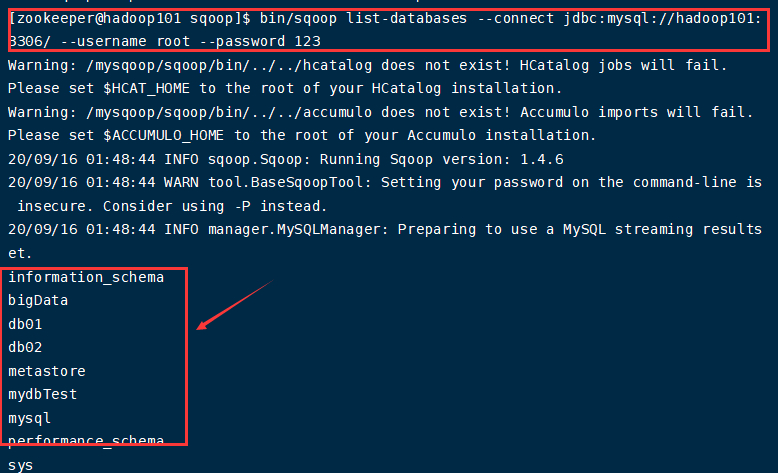 [zookeeper@hadoop101 sqoop]$ bin/sqoop list-databases --connect jdbc:mysql://hadoop101:
3306/ --username root --password 123
Warning: /mysqoop/sqoop/bin/../../hcatalog does not exist! HCatalog jobs will fail.
Please set $HCAT_HOME to the root of your HCatalog installation.
Warning: /mysqoop/sqoop/bin/../../accumulo does not exist! Accumulo imports will fail.
Please set $ACCUMULO_HOME to the root of your Accumulo installation.
20/09/16 01:48:44 INFO sqoop.Sqoop: Running Sqoop version: 1.4.6
20/09/16 01:48:44 WARN tool.BaseSqoopTool: Setting your password on the command-line is
 insecure. Consider using -P instead.
20/09/16 01:48:44 INFO manager.MySQLManager: Preparing to use a MySQL streaming results
et.
information_schema
bigData
db01
db02
metastore
mydbTest
mysql
performance_schema
sys